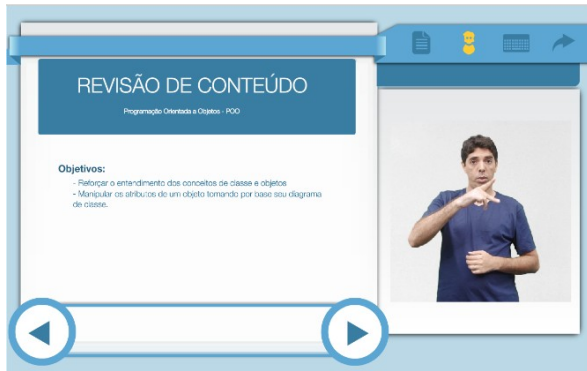 REVISÃO DE CONTEÚDO
Programação Orientada a Objetos - POO
Objetivos:
- Reforçar o entendimento dos conceitos de classe e objetos
- Manipular os atributos de um objeto tomando por base seu diagrama
de classe.